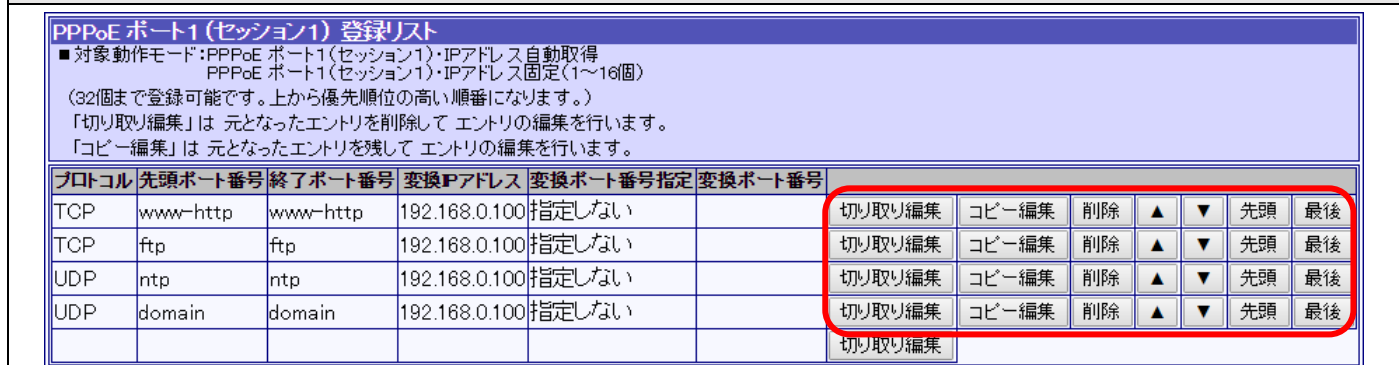 PPPoE ポート1(セッション1) 登録リスト
■対象動作モード:PPPoE ポート1(セッション1)・IPアドレス自動取得
PPPoE ポート1(セッション1)・IPアドレス固定(1～16個)
(32個まで登録可能です。上から優先順位の高い順番になります。)
「切り取り編集」は 元となったエントリを削除して エントリの編集を行います。
「コピー編集」は 元となったエントリを残して エントリの編集を行います。
プロトコル 先頭ポート番号 終了ポート番号 変換IPアドレス 変換ポート番号指定 変換ポート番号
TCP www-http www-http 192.168.0.100 指定しない 切り取り編集 コピー編集 削除 ▲ ▼ 先頭 最後
TCP ftp ftp 192.168.0.100 指定しない 切り取り編集 コピー編集 削除 ▲ ▼ 先頭 最後
UDP ntp ntp 192.168.0.100 指定しない 切り取り編集 コピー編集 削除 ▲ ▼ 先頭 最後
UDP domain domain 192.168.0.100 指定しない 切り取り編集 コピー編集 削除 ▲ ▼ 先頭 最後
切り取り編集